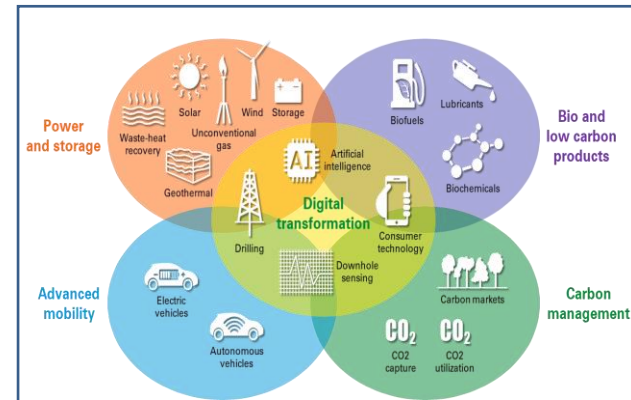 Power
and storage
Solar
Wind
Storage
Waste-heat
recovery
Unconventional
gas
Geothermal
Biofuels
Lubricants
Biochemicals
Bio and
low carbon
products
AI
Artificial
intelligence
Digital
transformation
Drilling
Consumer
technology
Downhole
sensing
Advanced
mobility
Electric
vehicles
Autonomous
vehicles
Carbon markets
CO2
CO2
capture
CO2
CO2
utilization
Carbon
management